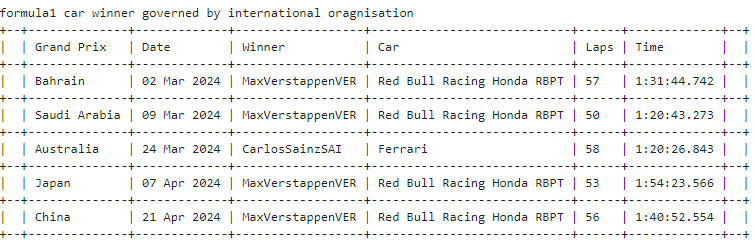 formula1 car winner governed by international oragnisation
+--+--------------+-------------+----------------+---------------------------+------+-------------+--+
|  | Grand Prix   | Date        | Winner         | Car                       | Laps | Time        |  |
+--+--------------+-------------+----------------+---------------------------+------+-------------+--+
|  | Bahrain      | 02 Mar 2024 | MaxVerstappenVER | Red Bull Racing Honda RBPT | 57   | 1:31:44.742 |  |
+--+--------------+-------------+----------------+---------------------------+------+-------------+--+
|  | Saudi Arabia | 09 Mar 2024 | MaxVerstappenVER | Red Bull Racing Honda RBPT | 50   | 1:20:43.273 |  |
+--+--------------+-------------+----------------+---------------------------+------+-------------+--+
|  | Australia    | 24 Mar 2024 | CarlosSainzSAI | Ferrari                   | 58   | 1:20:26.843 |  |
+--+--------------+-------------+----------------+---------------------------+------+-------------+--+
|  | Japan        | 07 Apr 2024 | MaxVerstappenVER | Red Bull Racing Honda RBPT | 53   | 1:54:23.566 |  |
+--+--------------+-------------+----------------+---------------------------+------+-------------+--+
|  | China        | 21 Apr 2024 | MaxVerstappenVER | Red Bull Racing Honda RBPT | 56   | 1:40:52.554 |  |
+--+--------------+-------------+----------------+---------------------------+------+-------------+--+